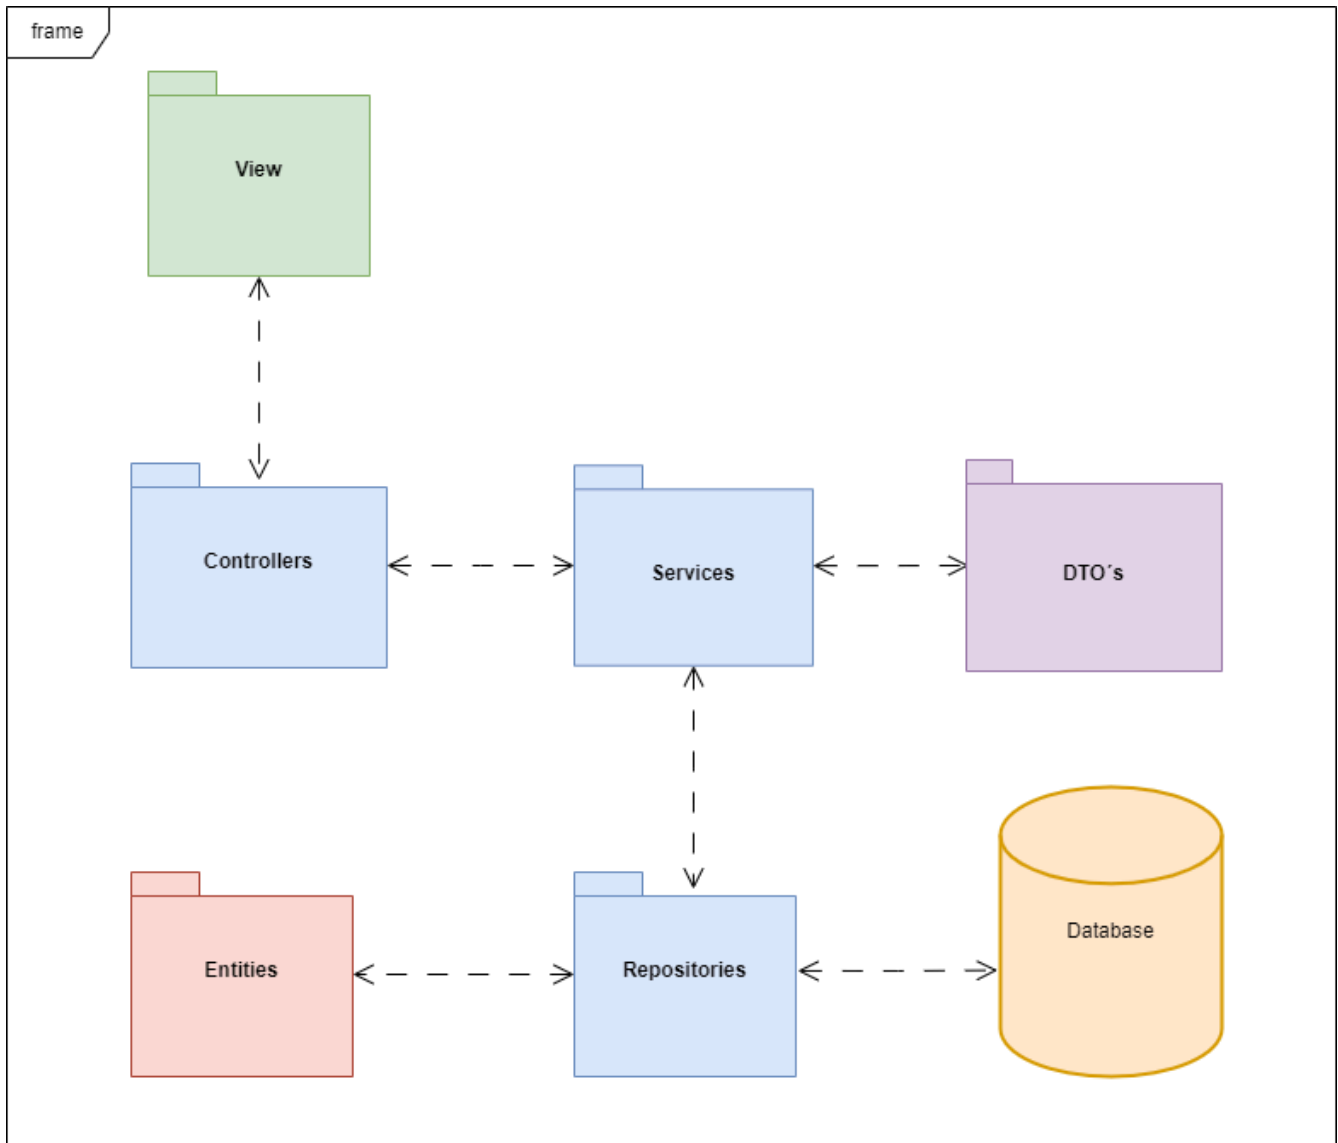 frame
View
Controllers
Services
DTO´s
Entities
Repositories
Database